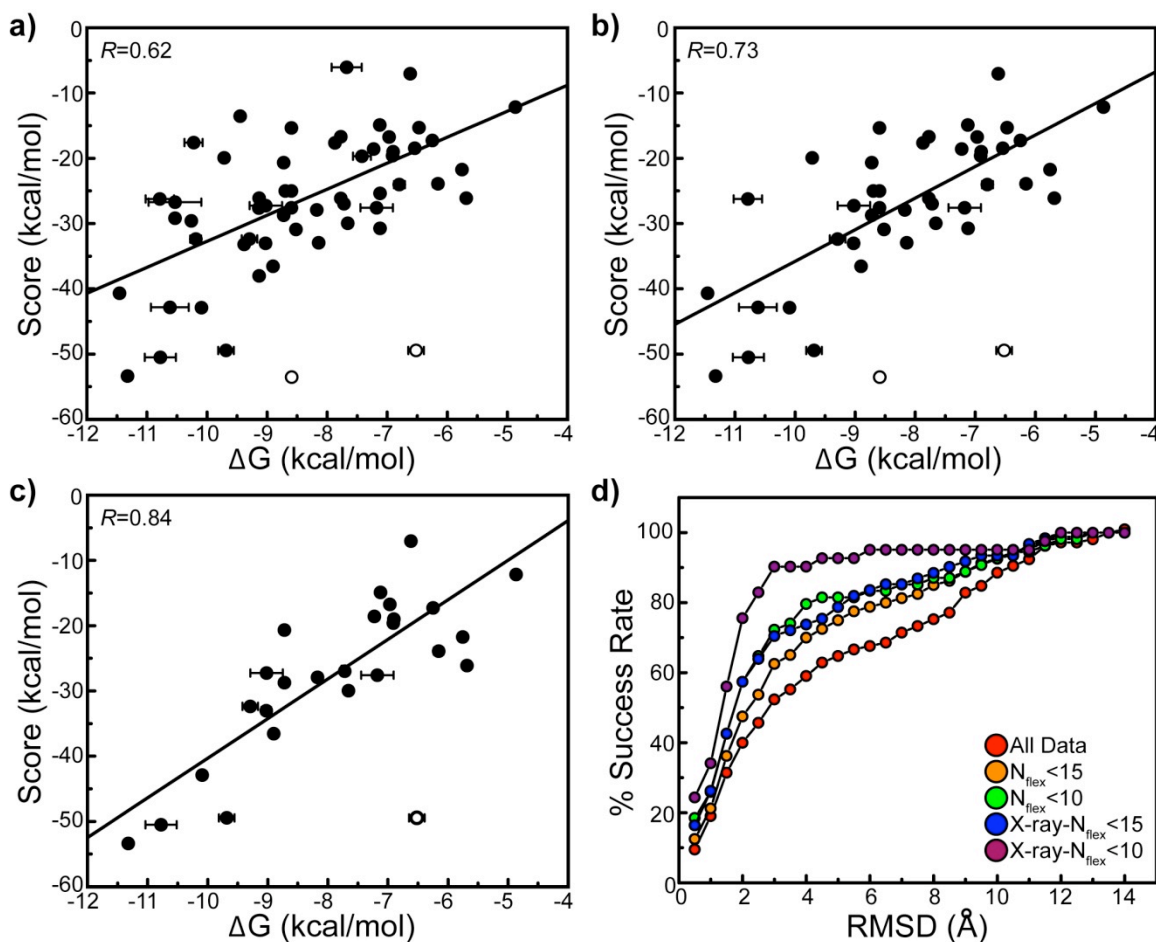 a)
R=0.62
0
-10
-20
-30
-40
-50
-60
Score (kcal/mol)
-12 -11 -10 -9 -8 -7 -6 -5 -4
ΔG (kcal/mol)
b)
R=0.73
0
-10
-20
-30
-40
-50
-60
Score (kcal/mol)
-12 -11 -10 -9 -8 -7 -6 -5 -4
ΔG (kcal/mol)
c)
R=0.84
0
-10
-20
-30
-40
-50
-60
Score (kcal/mol)
-12 -11 -10 -9 -8 -7 -6 -5 -4
ΔG (kcal/mol)
d)
100
80
60
40
20
0
% Success Rate
All Data
Nflex<15
Nflex<10
X-ray-Nflex<15
X-ray-Nflex<10
0 2 4 6 8 10 12 14
RMSD (Å)